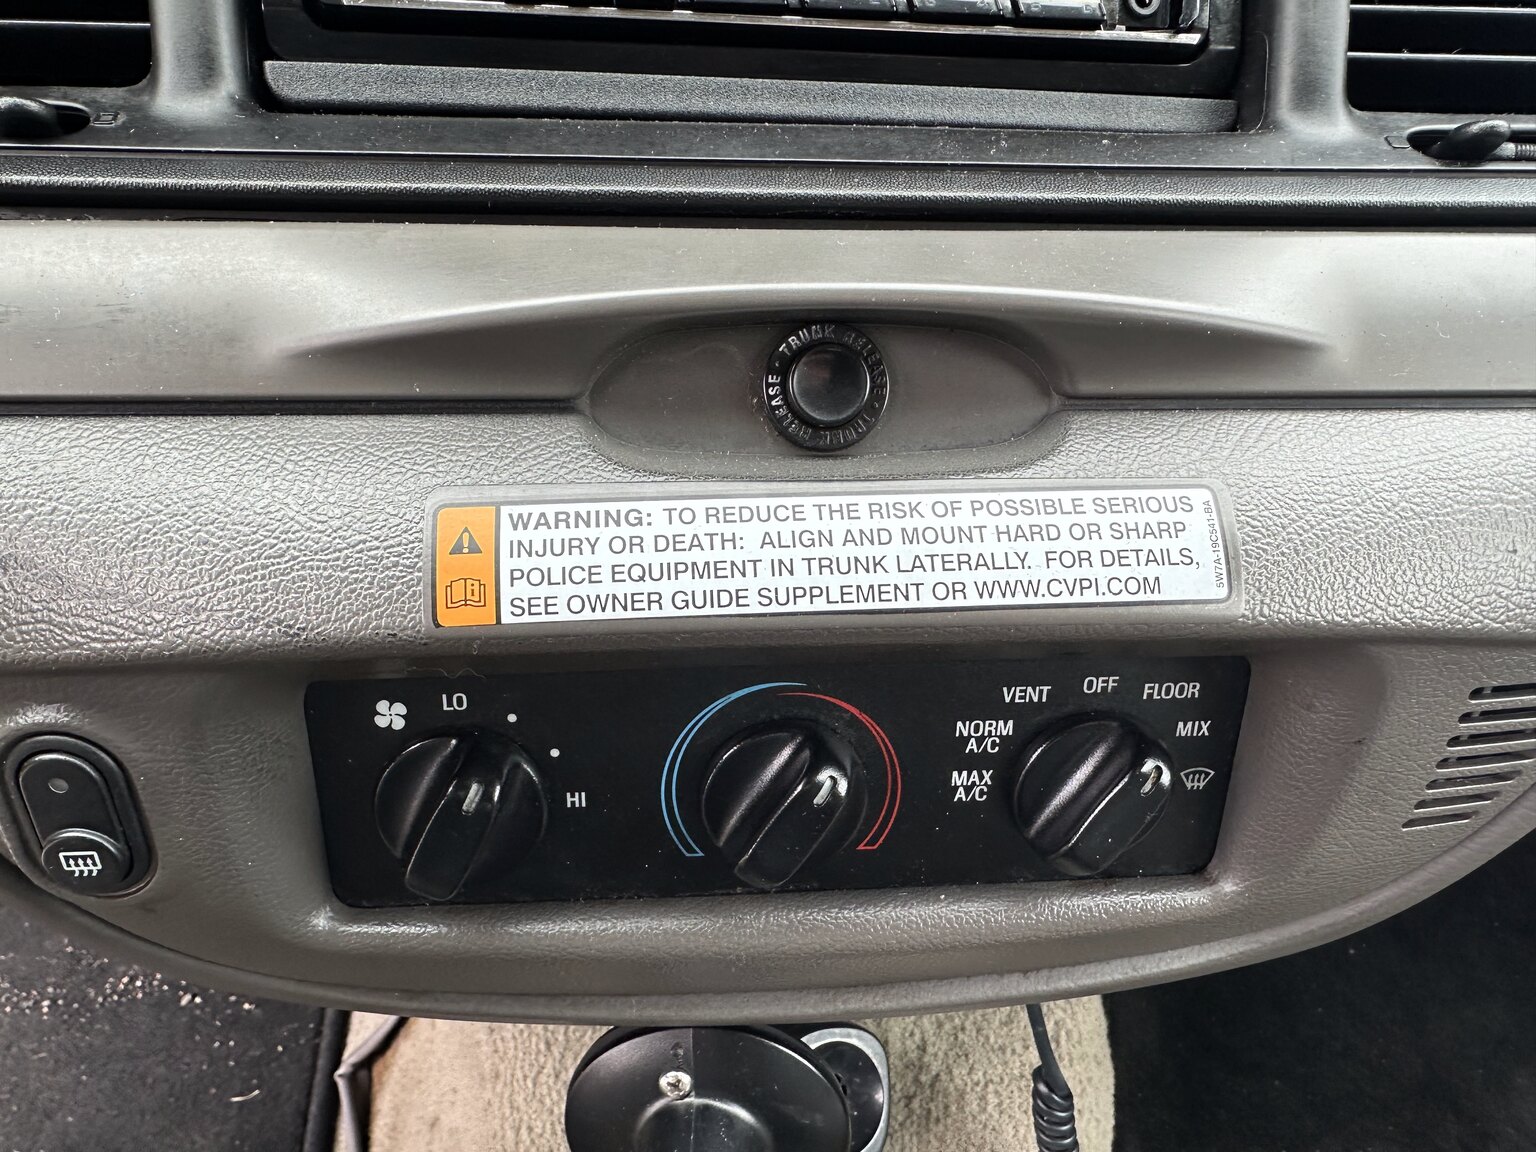 TRUNK RELEASE • TRUNK RELEASE •
WARNING: TO REDUCE THE RISK OF POSSIBLE SERIOUS
INJURY OR DEATH: ALIGN AND MOUNT HARD OR SHARP
POLICE EQUIPMENT IN TRUNK LATERALLY. FOR DETAILS,
SEE OWNER GUIDE SUPPLEMENT OR WWW.CVPI.COM
5W7A-19C541-BA
LO
HI
VENT
OFF
FLOOR
NORM
A/C
MIX
MAX
A/C